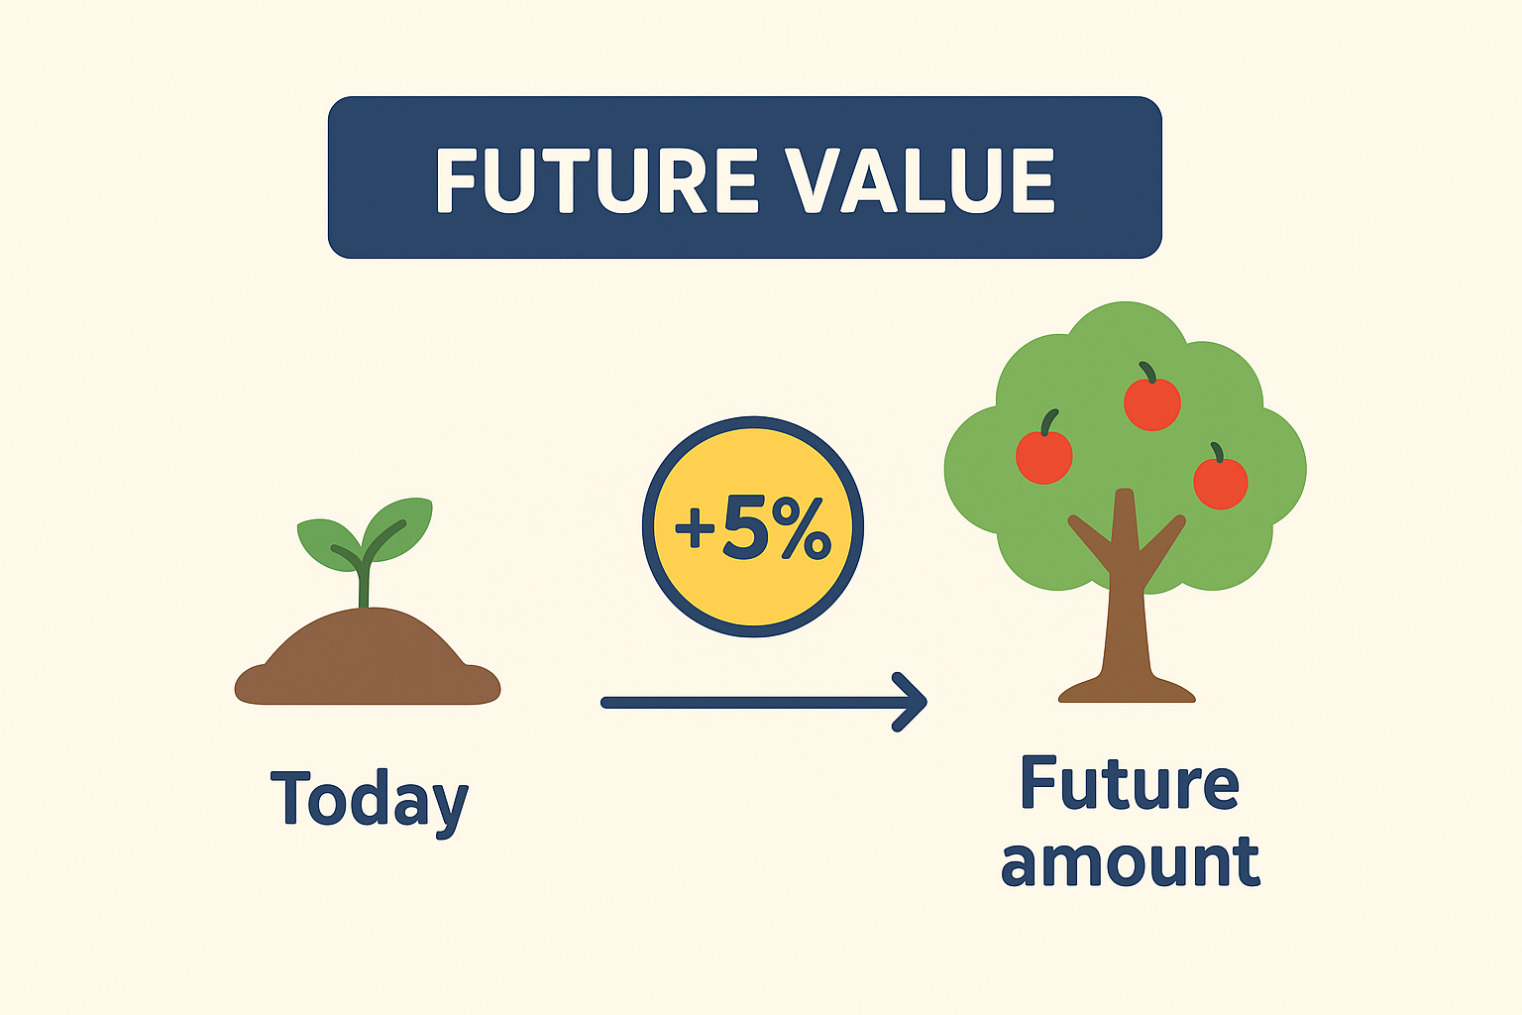 FUTURE VALUE
+5%
Today
Future
amount